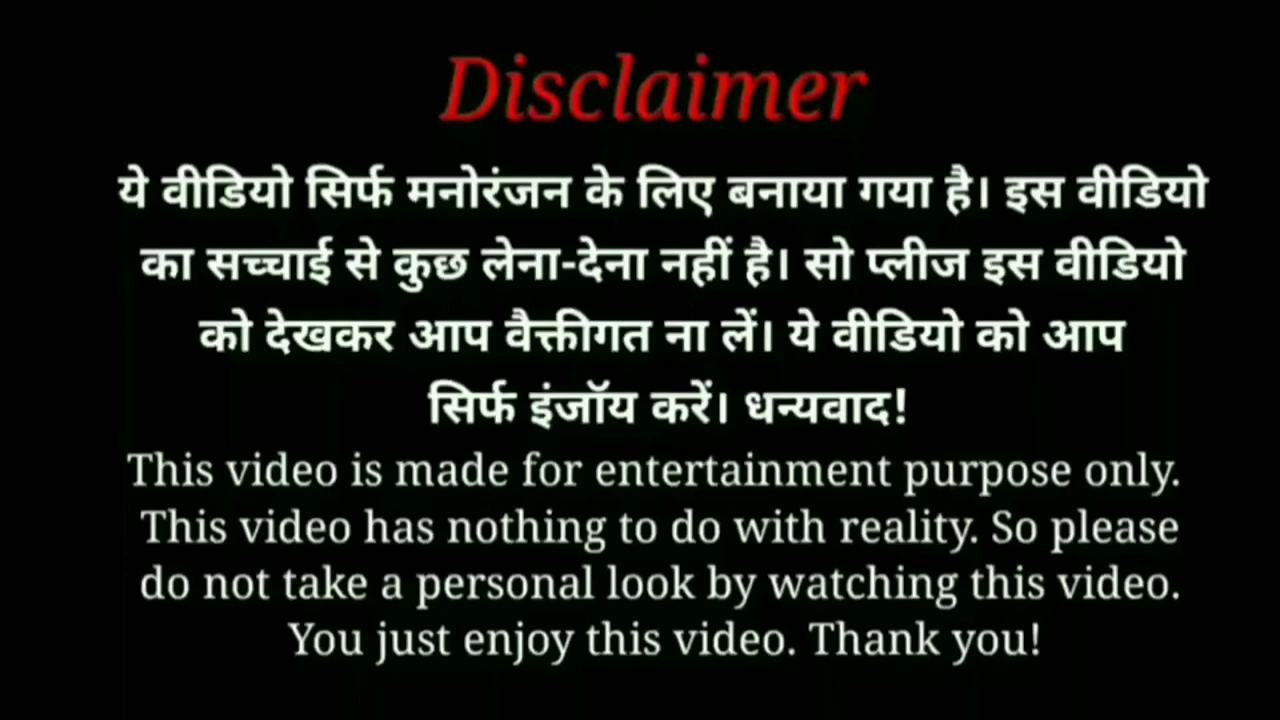 Disclaimer
ये वीडियो सिर्फ मनोरंजन के लिए बनाया गया है। इस वीडियो
का सच्चाई से कुछ लेना-देना नहीं है। सो प्लीज इस वीडियो
को देखकर आप वैक्तीगत ना लें। ये वीडियो को आप
सिर्फ इंजॉय करें। धन्यवाद!
This video is made for entertainment purpose only.
This video has nothing to do with reality. So please
do not take a personal look by watching this video.
You just enjoy this video. Thank you!